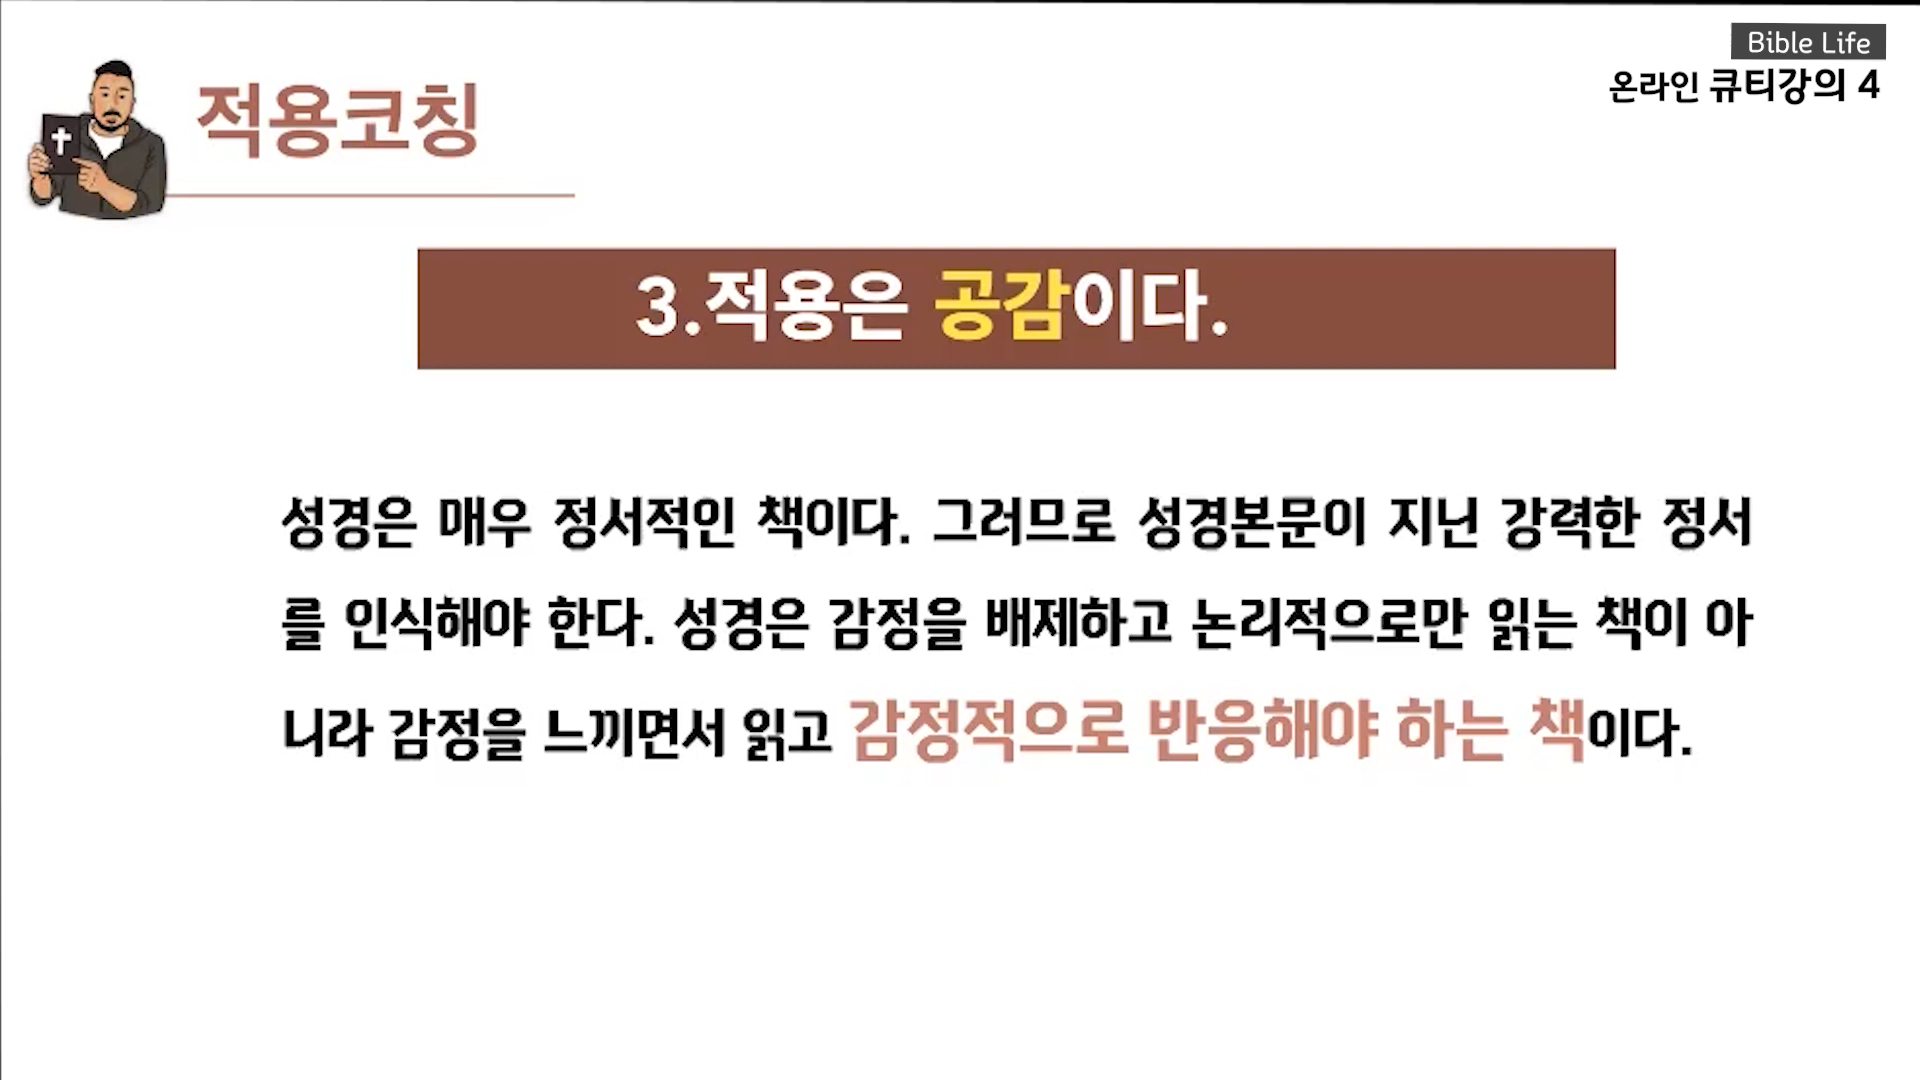 Bible Life
온라인 큐티강의 4
적용코칭
3.적용은 공감이다.
성경은 매우 정서적인 책이다. 그러므로 성경본문이 지닌 강력한 정서
를 인식해야 한다. 성경은 감정을 배제하고 논리적으로만 읽는 책이 아
니라 감정을 느끼면서 읽고 감정적으로 반응해야 하는 책이다.